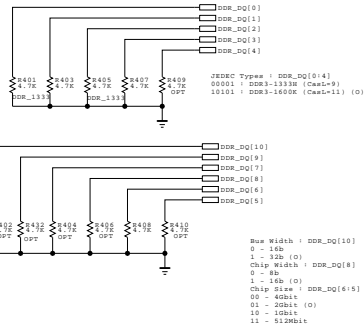 DDR_DQ[0]
DDR_DQ[1]
DDR_DQ[2]
DDR_DQ[3]
DDR_DQ[4]
R401 R403 R405 R407 R409
4.7K 4.7K 4.7K 4.7K 4.7K
DDR_1333 DDR_1333 OPT
JEDEC Types : DDR_DQ[0:4]
00001 : DDR3-1333H (CasL=9)
10101 : DDR3-1600K (CasL=11) (O)
DDR_DQ[10]
DDR_DQ[9]
DDR_DQ[7]
DDR_DQ[8]
DDR_DQ[6]
DDR_DQ[5]
402 R432 R404 R406 R408 R410
.7K 4.7K 4.7K 4.7K 4.7K 4.7K
OPT OPT OPT OPT OPT
Bus Width : DDR_DQ[10]
0 - 16b
1 - 32b (O)
Chip Width : DDR_DQ[8]
0 - 8b
1 - 16b (O)
Chip Size : DDR_DQ[6:5]
00 - 4Gbit
01 - 2Gbit (O)
10 - 1Gbit
11 - 512Mbit